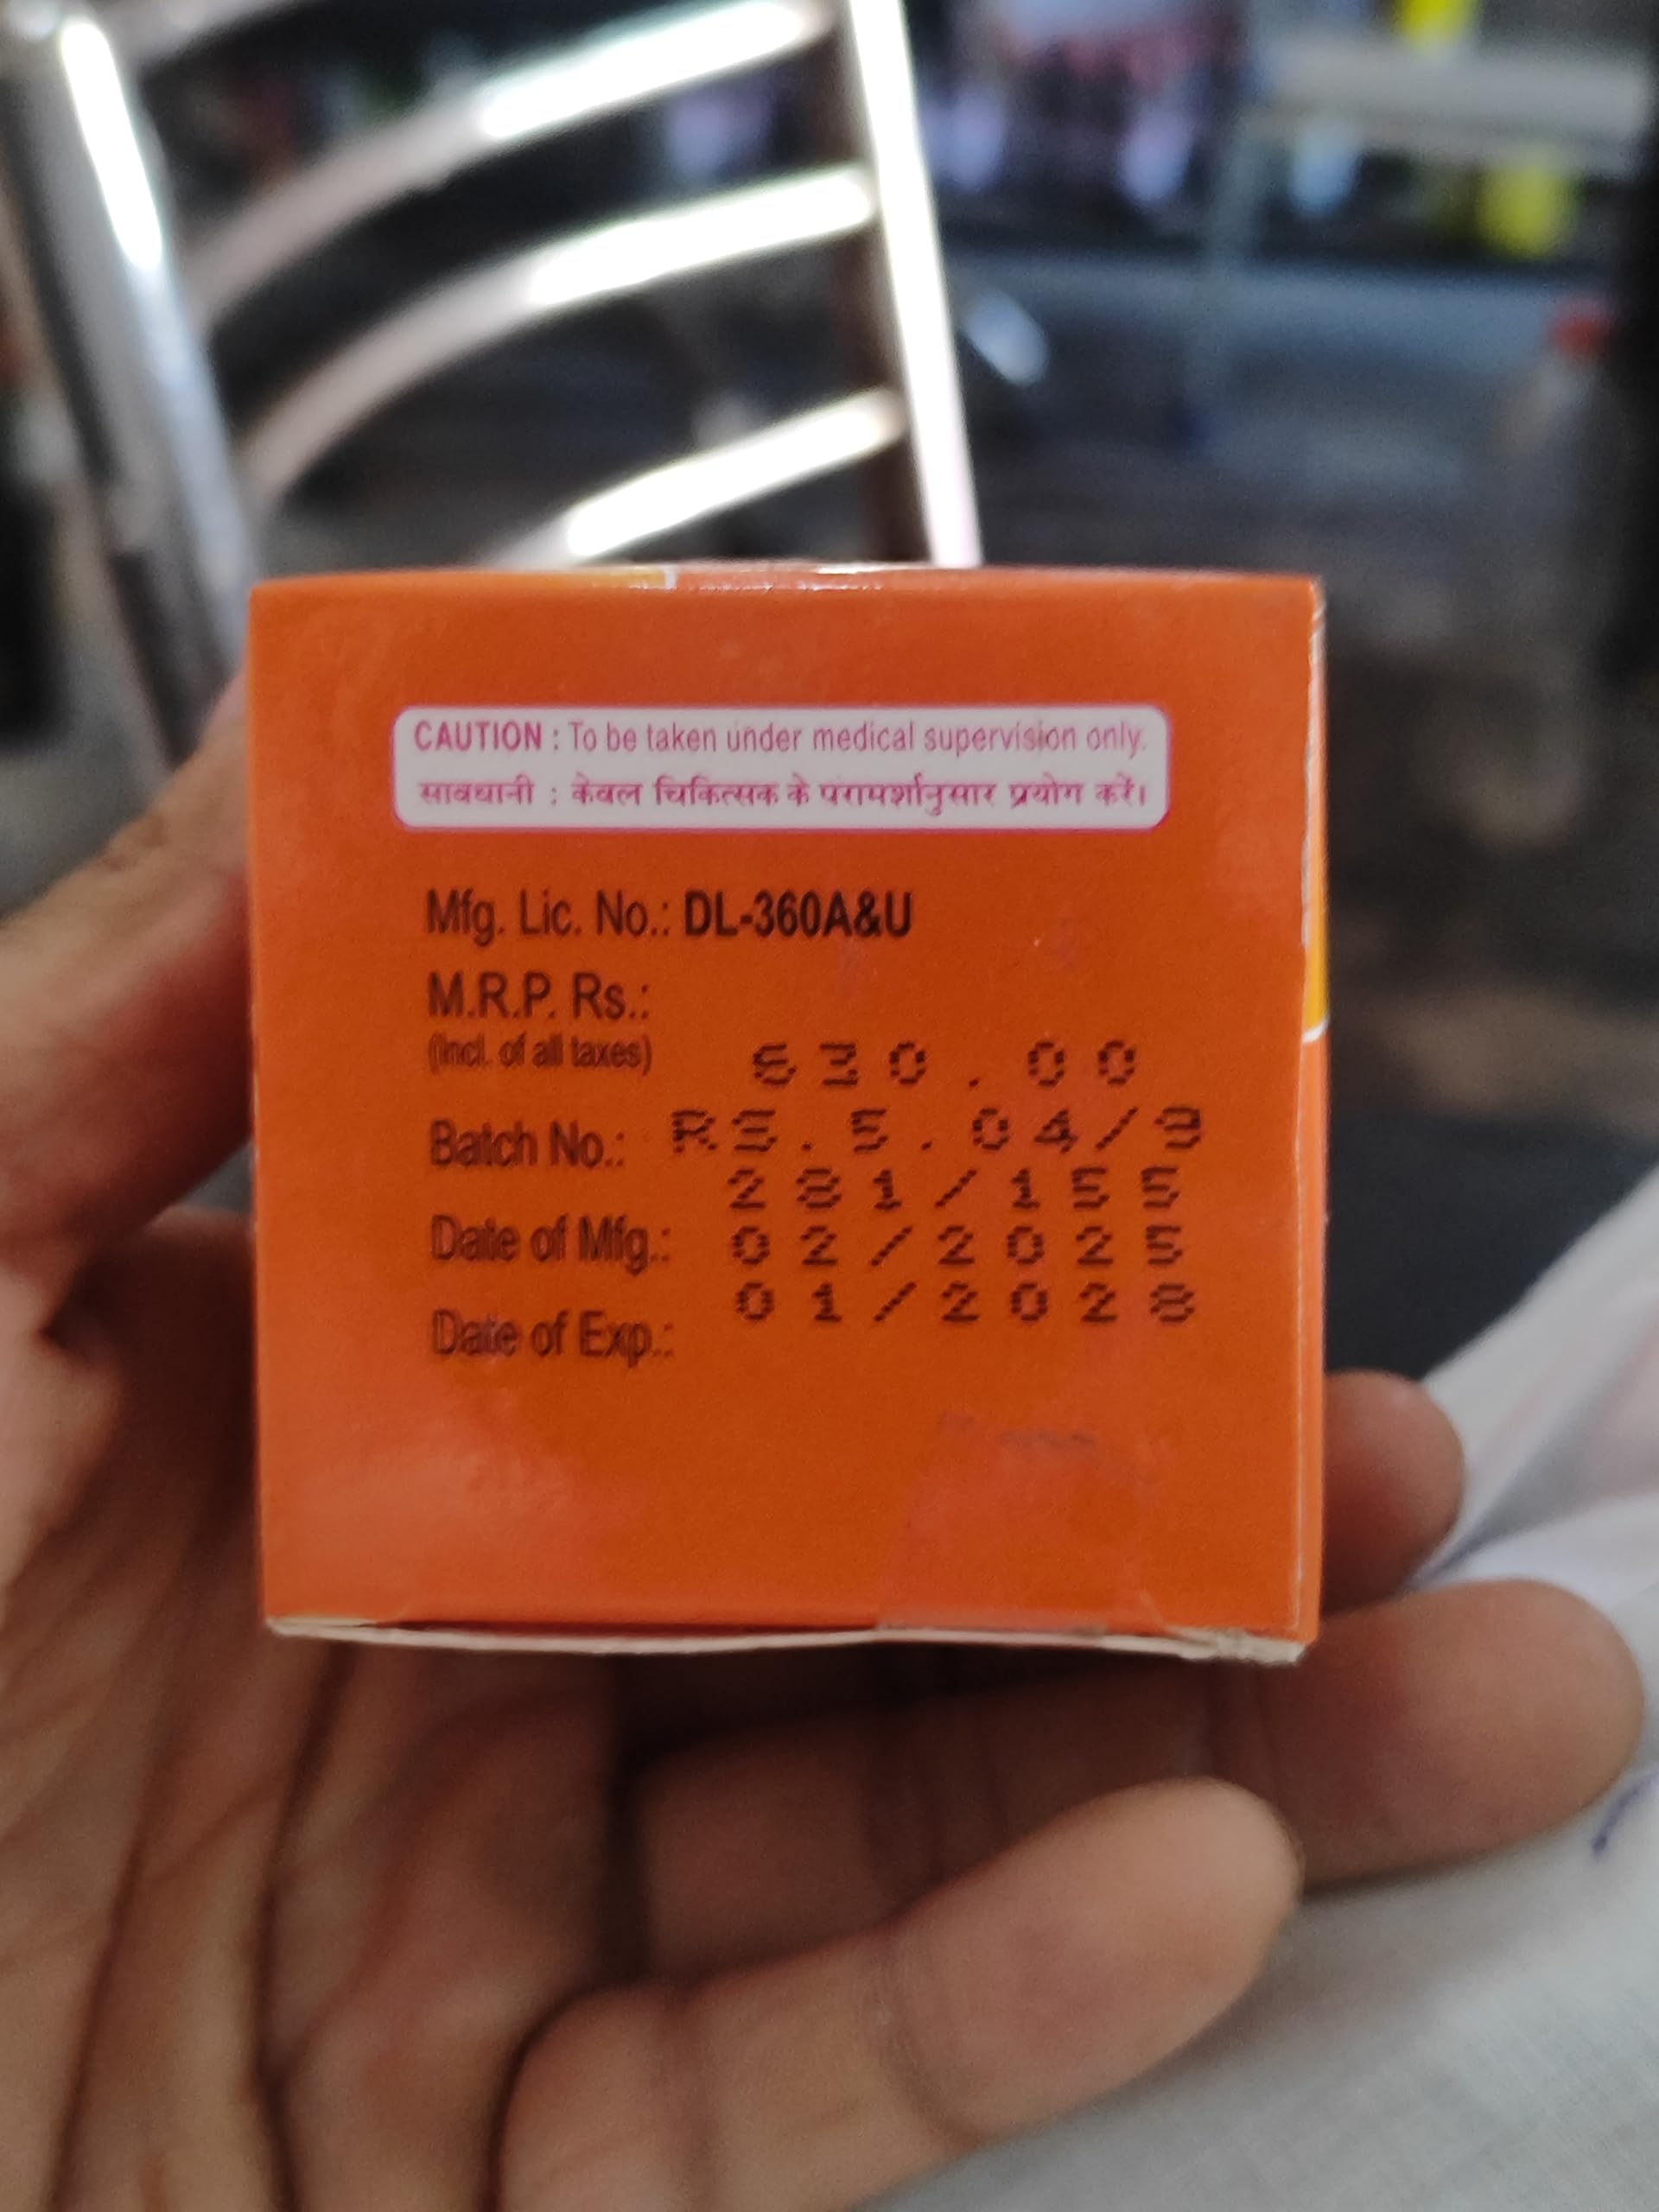 CAUTION : To be taken under medical supervision only.
सावधानी : केवल चिकित्सक के परामर्शानुसार प्रयोग करें।
Mfg. Lic. No.: DL-360A&U
M.R.P. Rs.:
(Incl. of all taxes) 630.00
RS.5.04/g
Batch No.: 281/155
Date of Mfg.: 02/2025
Date of Exp.: 01/2028